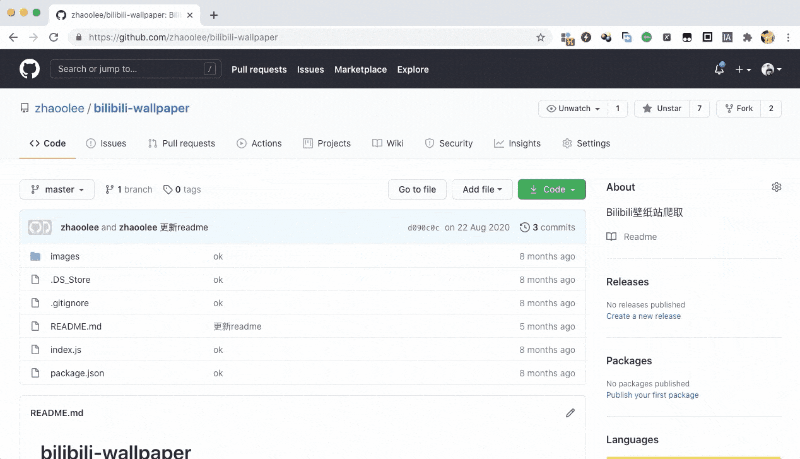 zhaoolee/bilibili-wallpaper: Bili
https://github.com/zhaoolee/bilibili-wallpaper
Search or jump to... /
Pull requests Issues Marketplace Explore
zhaoolee / bilibili-wallpaper
Unwatch 1 Unstar 7 Fork 2
Code Issues Pull requests Actions Projects Wiki Security Insights Settings
master 1 branch 0 tags Go to file Add file Code
About
Bilibili壁纸站爬取
Readme
zhaoolee and zhaoolee 更新readme d090c0c on 22 Aug 2020 3 commits
images ok 8 months ago
.DS_Store ok 8 months ago
.gitignore ok 8 months ago
README.md 更新readme 5 months ago
index.js ok 8 months ago
package.json ok 8 months ago
Releases
No releases published
Create a new release
Packages
No packages published
Publish your first package
Languages
README.md
bilibili-wallpaper